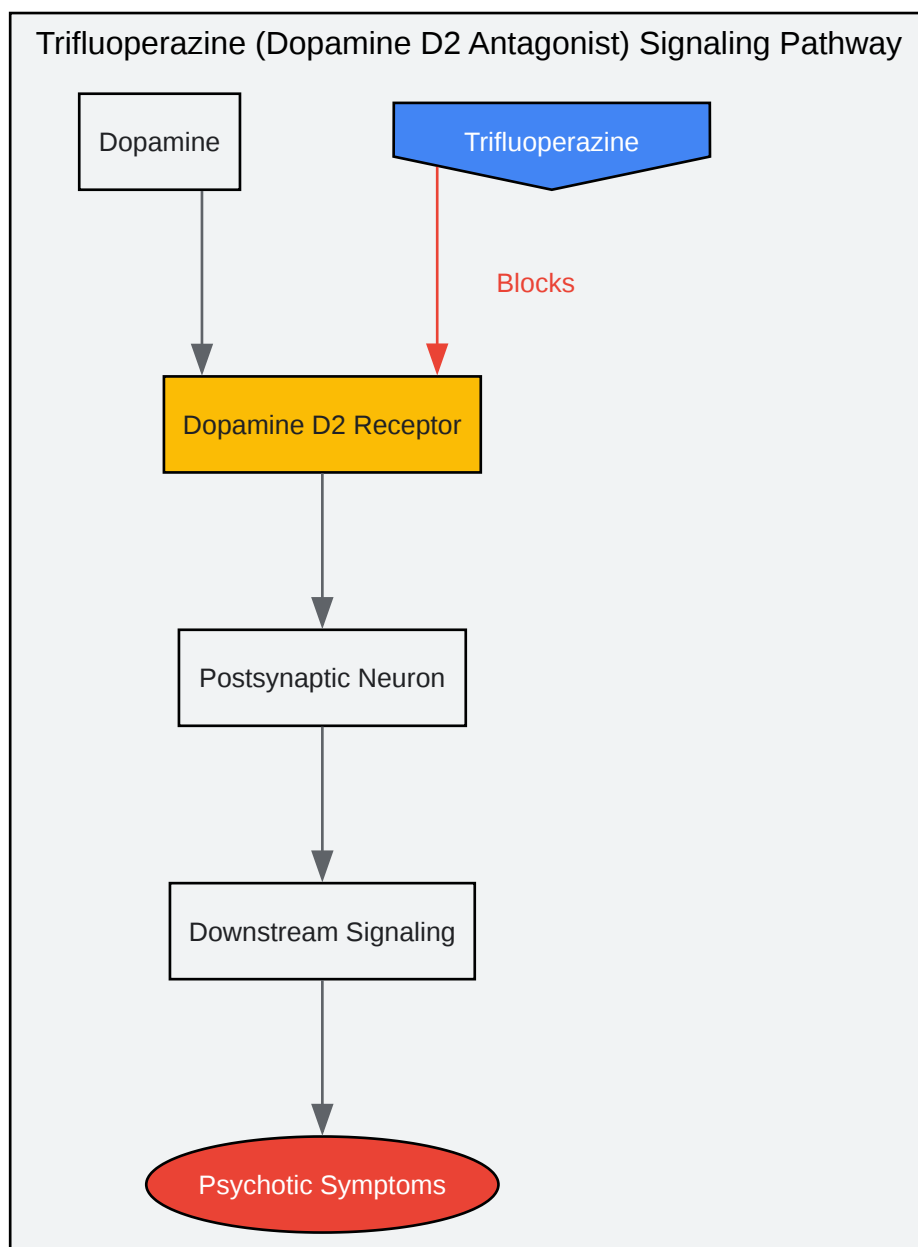 Trifluoperazine (Dopamine D2 Antagonist) Signaling Pathway
Dopamine
Trifluoperazine
Blocks
Dopamine D2 Receptor
Postsynaptic Neuron
Downstream Signaling
Psychotic Symptoms